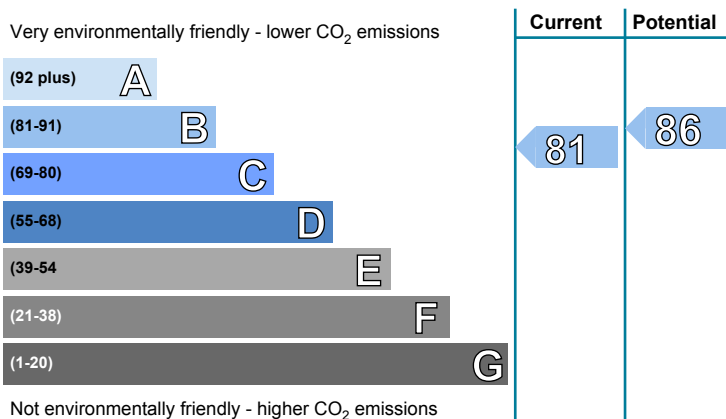 Current Potential
Very environmentally friendly - lower CO2 emissions
(92 plus) A
(81-91) B
81 86
(69-80) C
(55-68) D
(39-54 E
(21-38) F
(1-20) G
Not environmentally friendly - higher CO2 emissions